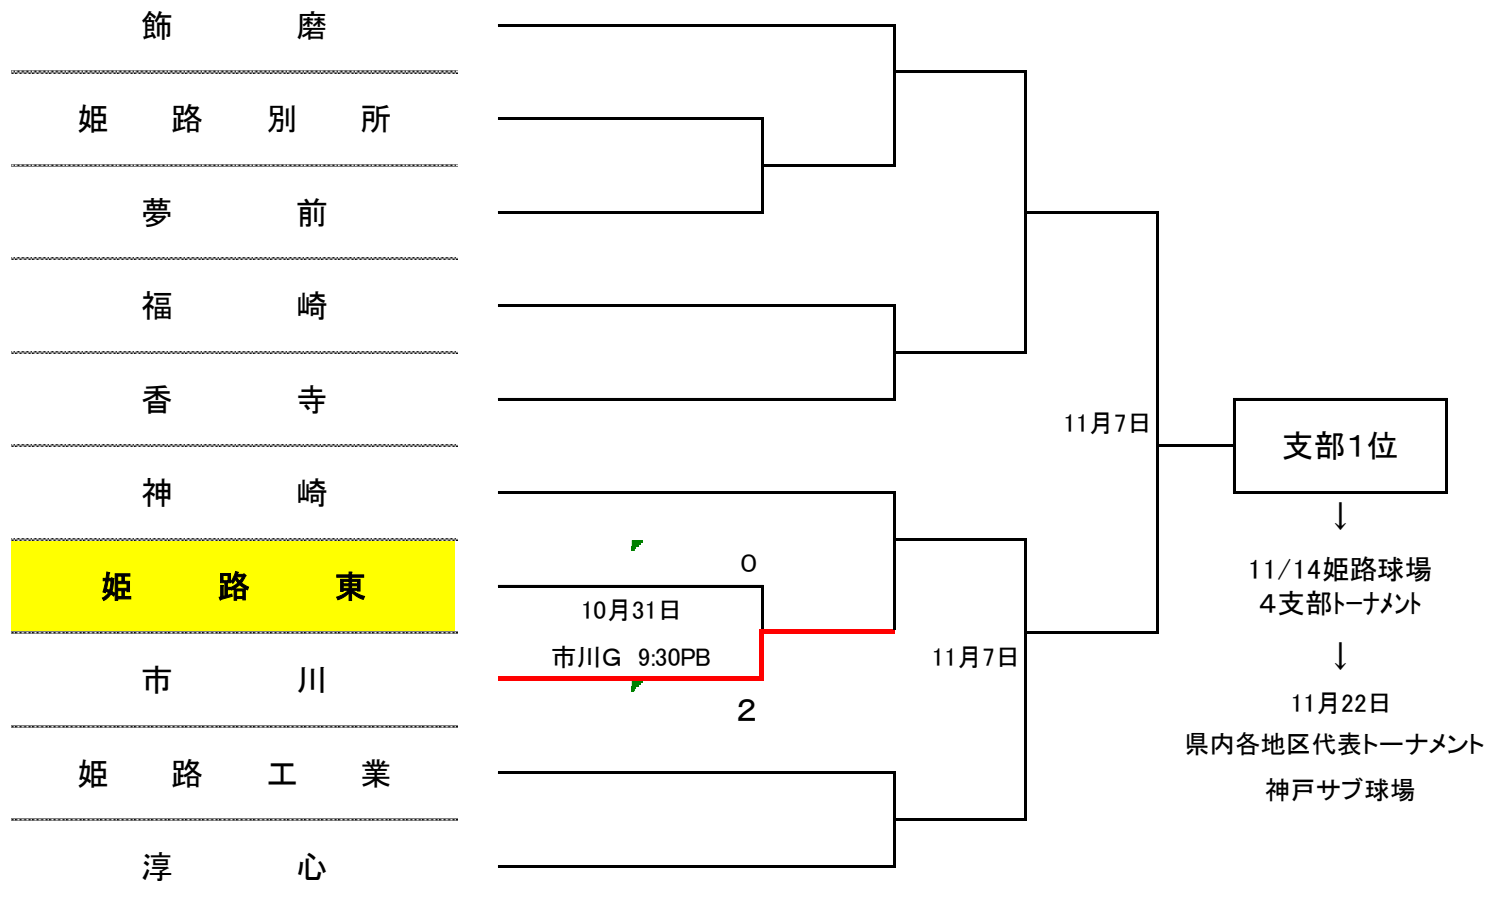 飾磨
姫路別所
夢前
福崎
香寺
神崎
姫路東
市川
姫路工業
淳心
0
10月31日
市川G 9:30PB
2
11月7日
11月7日
支部1位
↓
11/14姫路球場
4支部トーナメント
↓
11月22日
県内各地区代表トーナメント
神戸サブ球場